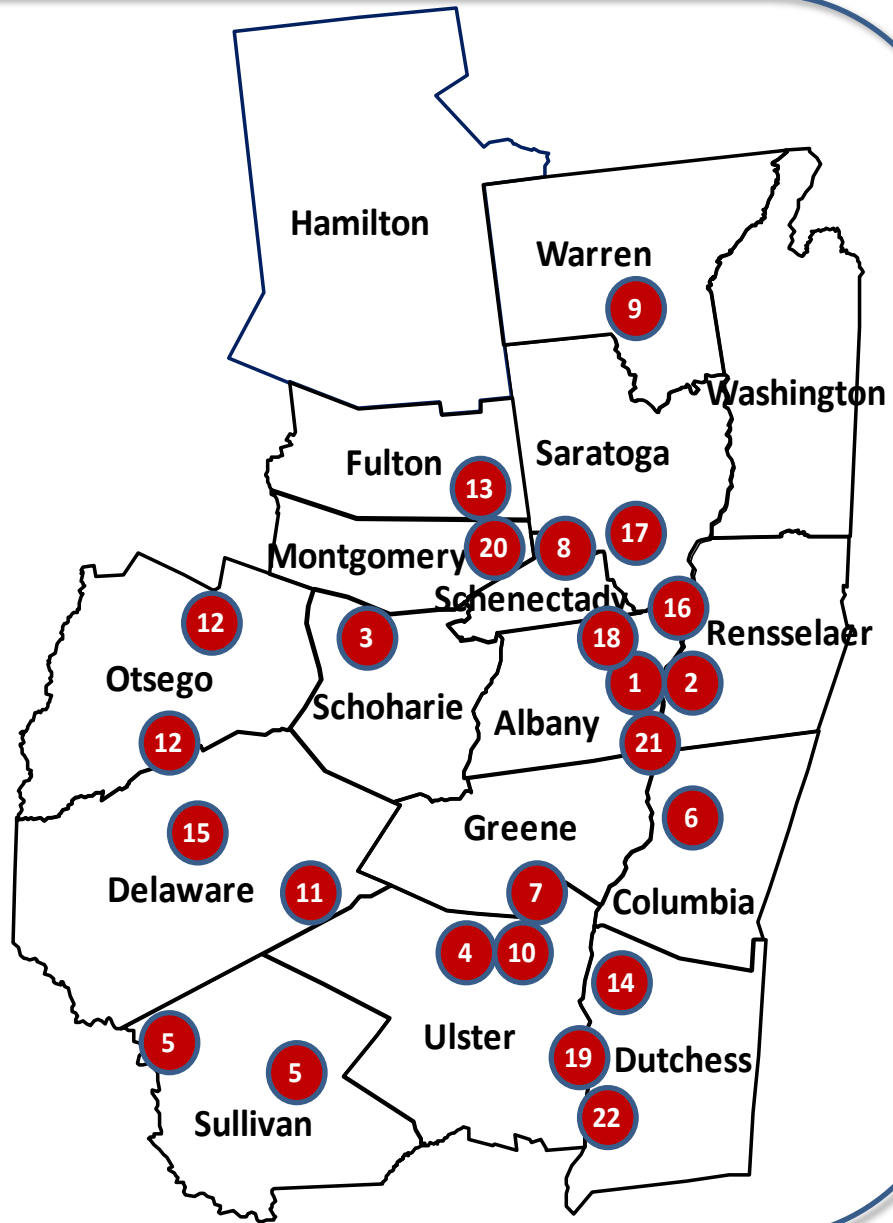 Hamilton
Warren
9
Washington
Saratoga
Fulton
13
17
Montgomery
20
8
Schenectady
16
12
3
18
Rensselaer
Otsego
1
2
Schoharie
Albany
12
21
6
Greene
15
Delaware
11
7
Columbia
4
10
14
Ulster
5
19
Dutchess
5
22
Sullivan